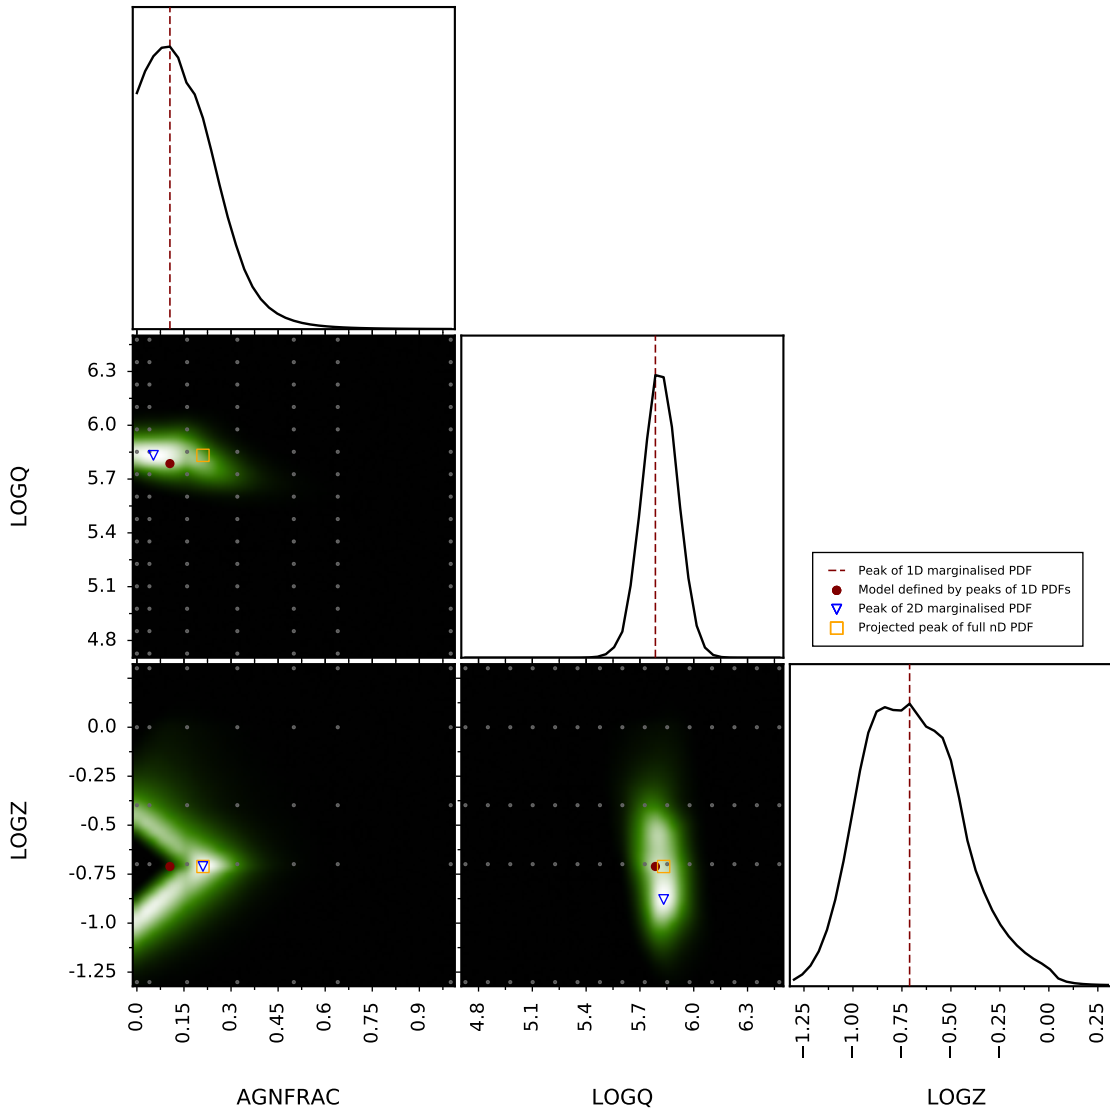 6.3
6.0
5.7
5.4
5.1
4.8
LOGQ
Peak of 1D marginalised PDF
Model defined by peaks of 1D PDFs
Peak of 2D marginalised PDF
Projected peak of full nD PDF
0.0
-0.25
-0.5
-0.75
-1.0
-1.25
LOGZ
0.0 0.15 0.3 0.45 0.6 0.75 0.9
4.8 5.1 5.4 5.7 6.0 6.3
−1.25 −1.00 −0.75 −0.50 −0.25 0.00 0.25
AGNFRAC LOGQ LOGZ